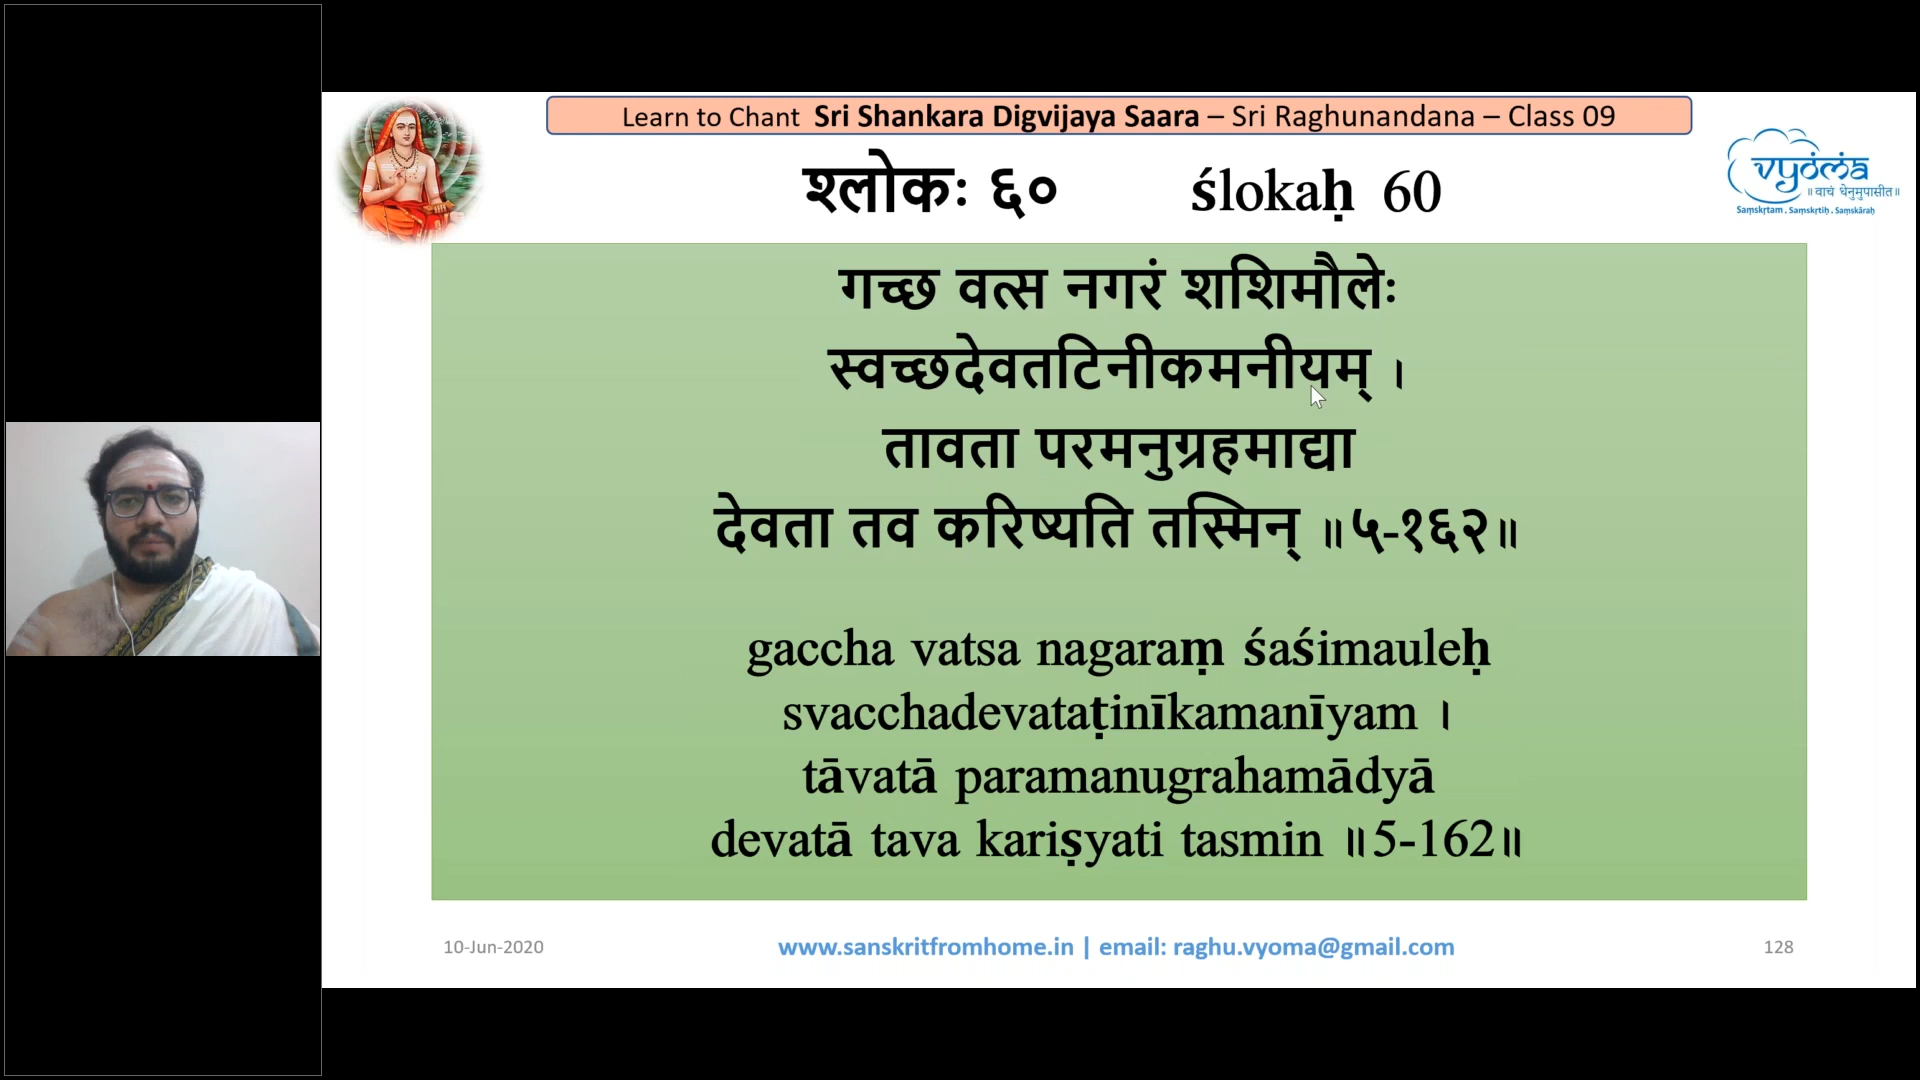 Learn to Chant Sri Shankara Digvijaya Saara – Sri Raghunandana – Class 09
vyoma
॥ वाचं धेनुमुपासीत॥
Saṃskṛtam . Saṃskṛtiḥ . Saṃskāraḥ
श्लोकः ६० ślokaḥ 60
गच्छ वत्स नगरं शशिमौलेः
स्वच्छदेवतटिनीकमनीयम् ।
तावता परमनुग्रहमाद्या
देवता तव करिष्यति तस्मिन् ॥५-१६२॥
gaccha vatsa nagaraṃ śaśimauleḥ
svacchadevataṭinīkamanīyam ।
tāvatā paramanugrahamādyā
devatā tava kariṣyati tasmin ॥5-162॥
10-Jun-2020 www.sanskritfromhome.in | email: raghu.vyoma@gmail.com 128